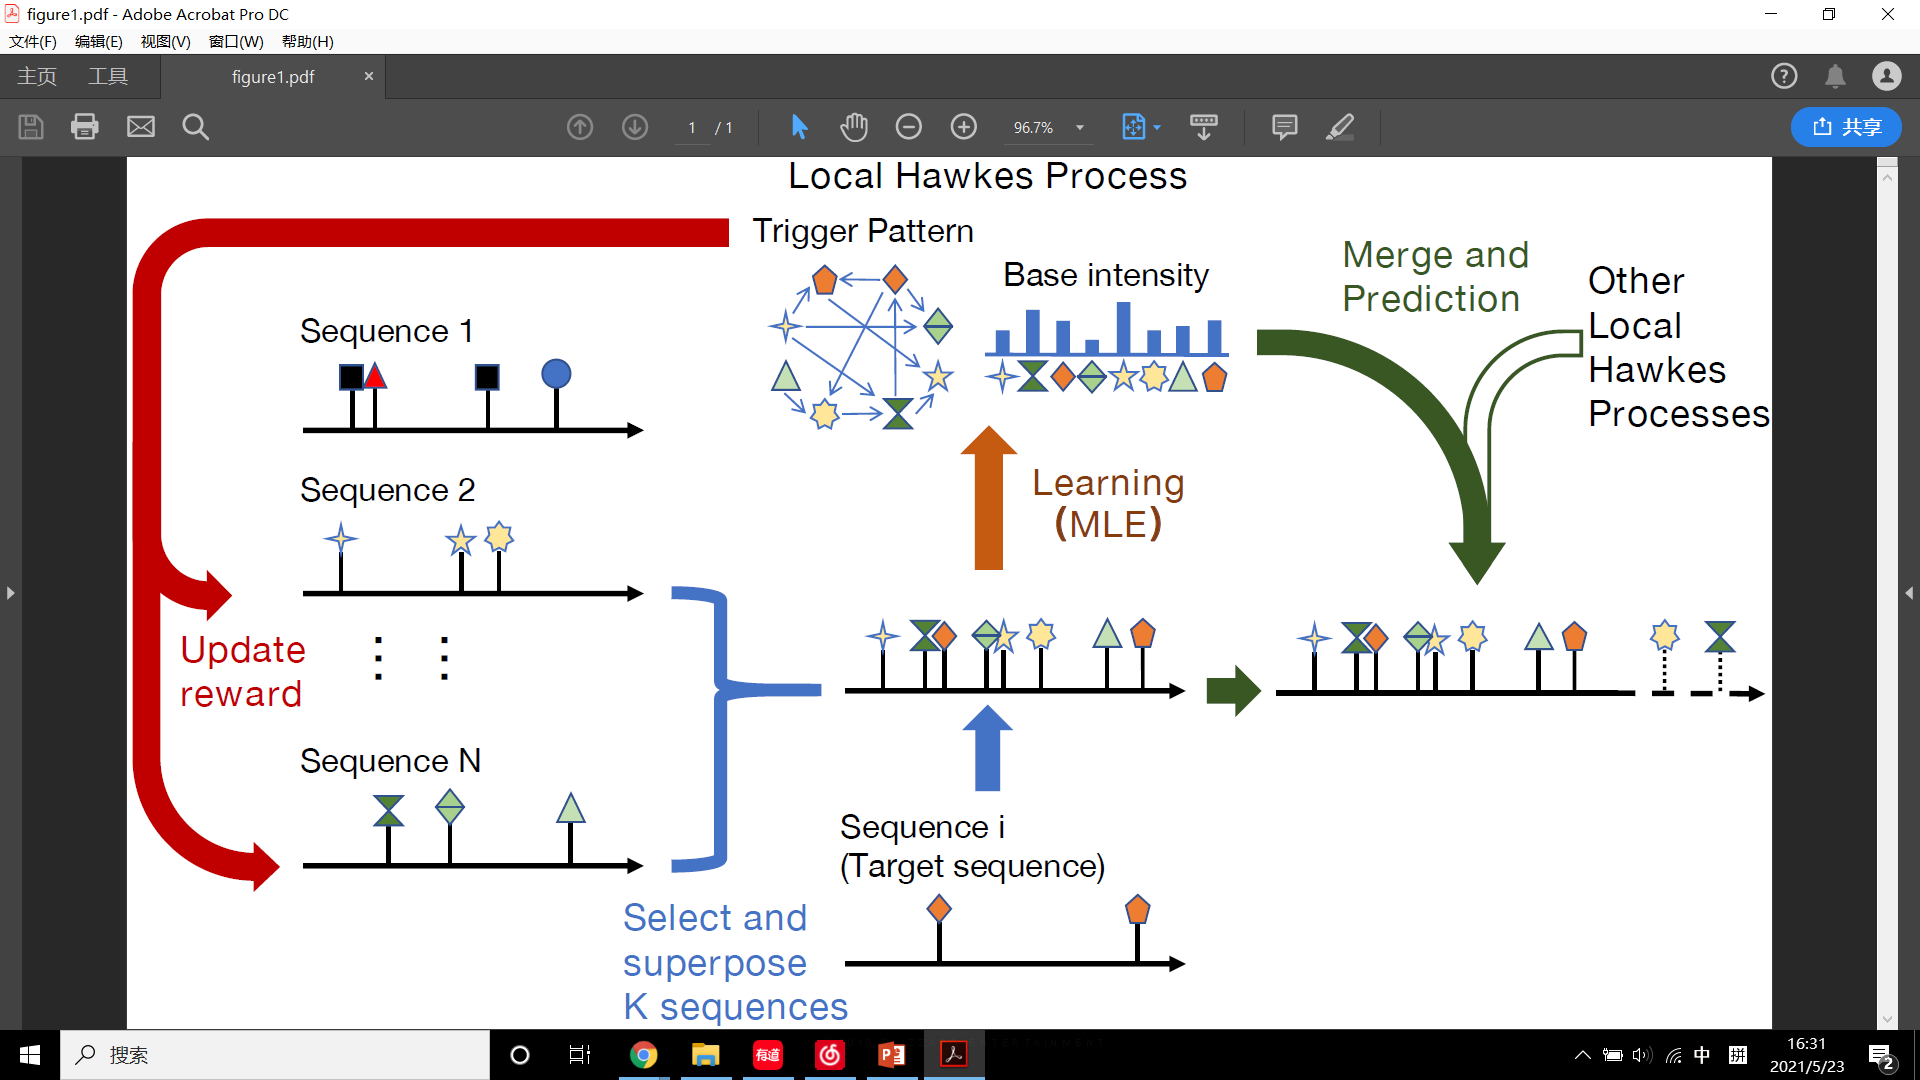 figure1.pdf - Adobe Acrobat Pro DC
文件(F) 编辑(E) 视图(V) 窗口(W) 帮助(H)
主页 工具 figure1.pdf
1 / 1 96.7% 共享
Local Hawkes Process
Trigger Pattern
Base intensity
Merge and
Prediction
Other
Local
Hawkes
Processes
Sequence 1
Sequence 2
Learning
(MLE)
Update
reward
Sequence N
Sequence i
(Target sequence)
Select and
superpose
K sequences
搜索
有道
中
拼
16:31
2021/5/23
2